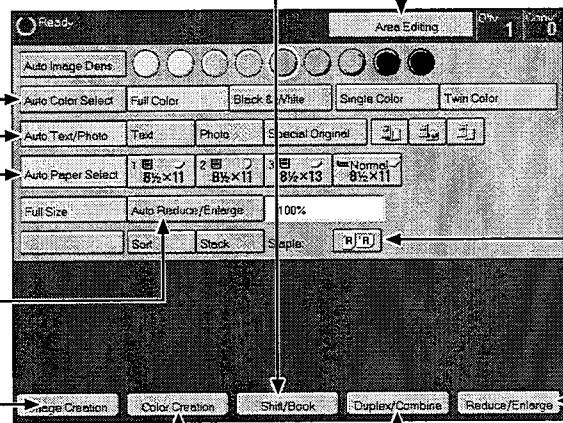 Ready Area Editing Qty. 1 Copy 0
Auto Image Dens
Auto Color Select Full Color Black & White Single Color Twin Color
Auto Text/Photo Text Photo Special Original
Auto Paper Select 1 8½×11 2 8½×11 3 8½×13 Normal 8½×11
Full Size Auto Reduce/Enlarge 100%
Sort Stack Staple: R R
Image Creation Color Creation Shift/Book Duplex/Combine Reduce/Enlarge